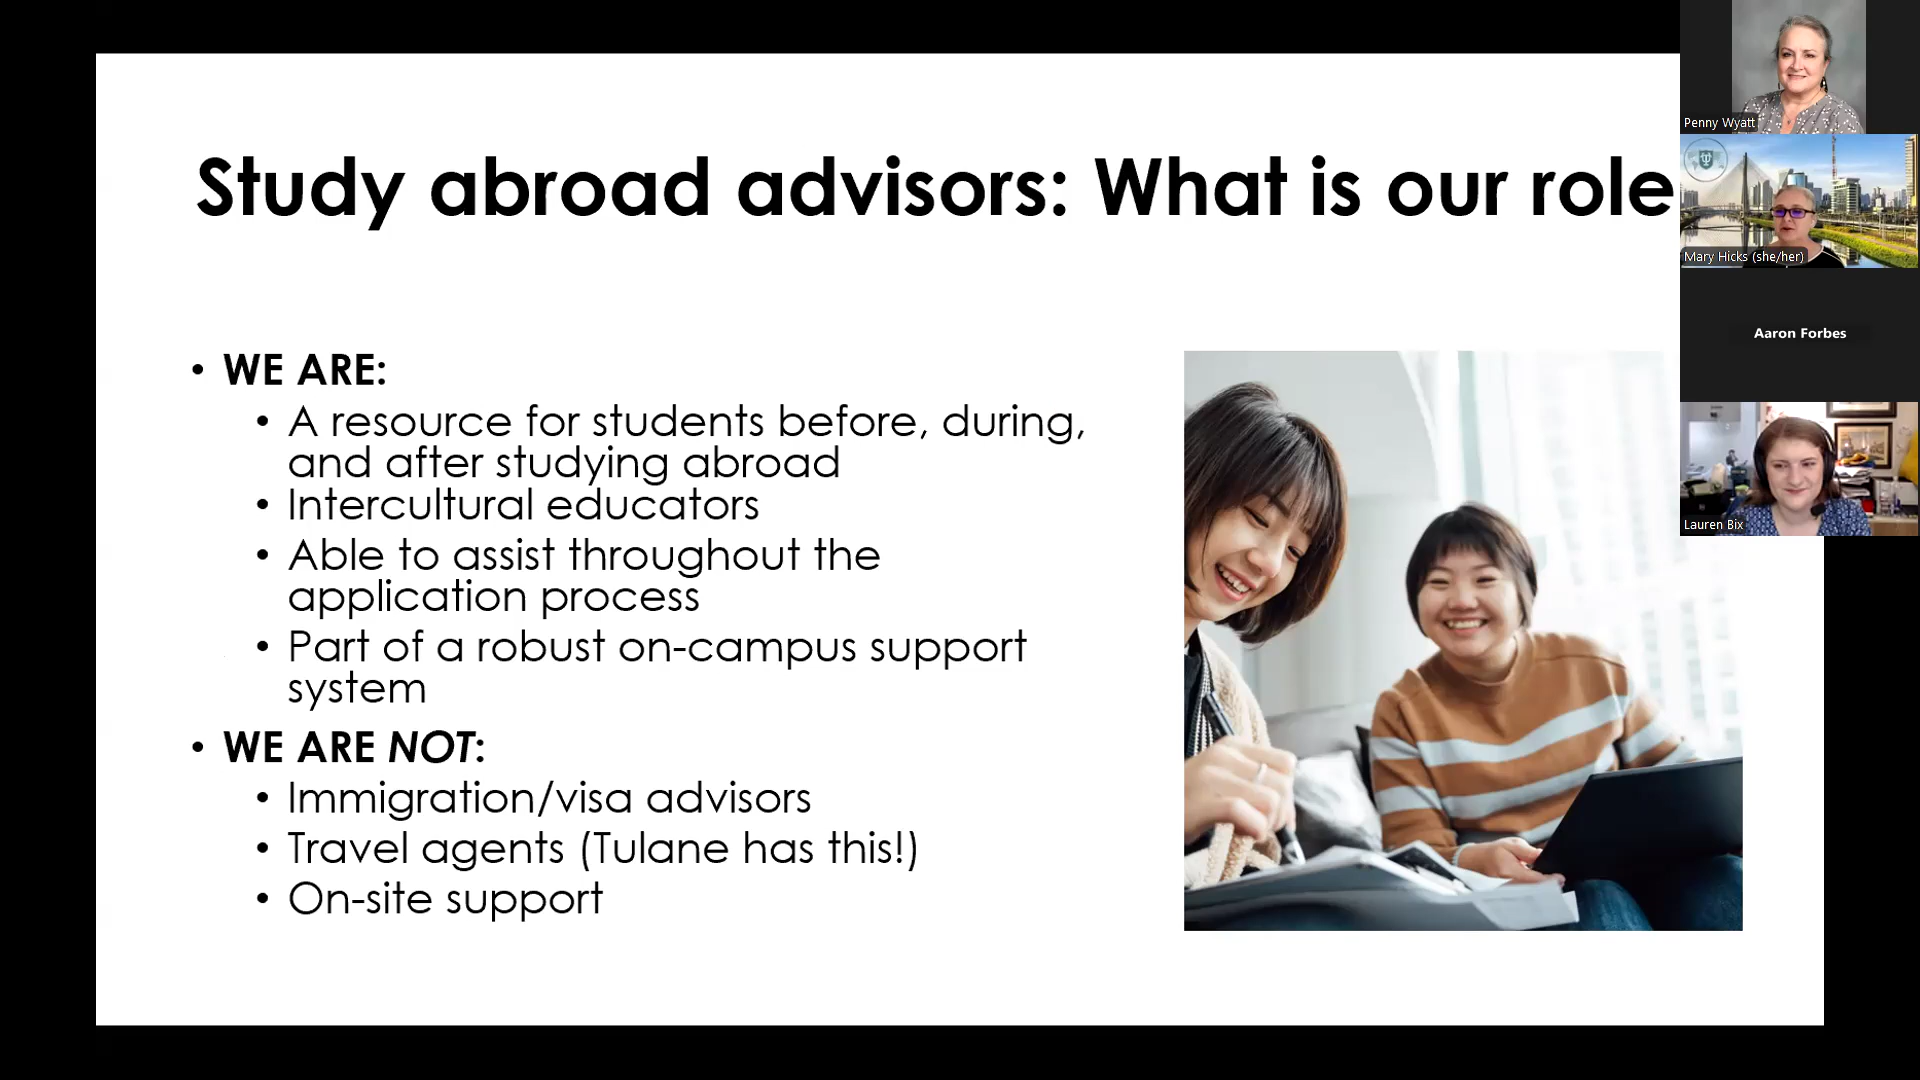 Study abroad advisors: What is our role
• WE ARE:
• A resource for students before, during,
and after studying abroad
• Intercultural educators
• Able to assist throughout the
application process
• Part of a robust on-campus support
system
• WE ARE NOT:
• Immigration/visa advisors
• Travel agents (Tulane has this!)
• On-site support
Penny Wyatt
Mary Hicks (she/her)
Aaron Forbes
Lauren Bix